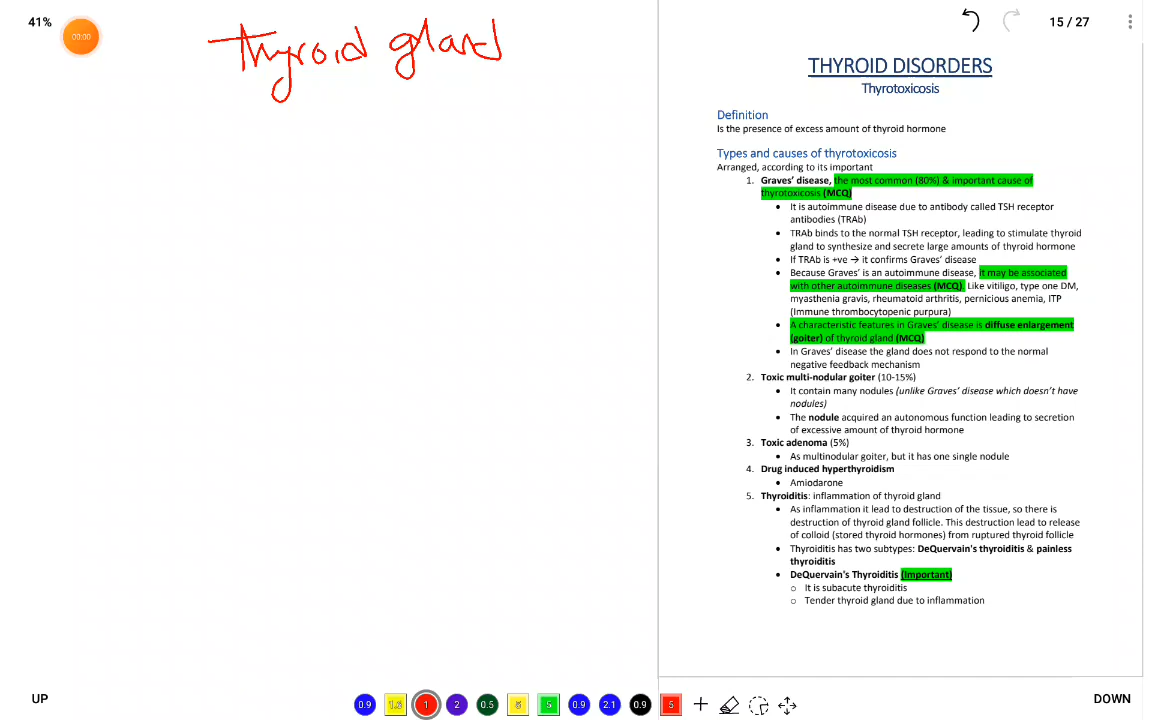 41%
00:00
Thyroid gland
15 / 27
THYROID DISORDERS
Thyrotoxicosis
Definition
Is the presence of excess amount of thyroid hormone
Types and causes of thyrotoxicosis
Arranged, according to its important
1. Graves' disease, the most common (80%) & important cause of
thyrotoxicosis (MCQ)
• It is autoimmune disease due to antibody called TSH receptor
antibodies (TRAb)
• TRAb binds to the normal TSH receptor, leading to stimulate thyroid
gland to synthesize and secrete large amounts of thyroid hormone
• If TRAb is +ve → it confirms Graves' disease
• Because Graves' is an autoimmune disease, it may be associated
with other autoimmune diseases (MCQ). Like vitiligo, type one DM,
myasthenia gravis, rheumatoid arthritis, pernicious anemia, ITP
(Immune thrombocytopenic purpura)
• A characteristic features in Graves' disease is diffuse enlargement
(goiter) of thyroid gland (MCQ)
• In Graves' disease the gland does not respond to the normal
negative feedback mechanism
2. Toxic multi-nodular goiter (10-15%)
• It contain many nodules (unlike Graves' disease which doesn't have
nodules)
• The nodule acquired an autonomous function leading to secretion
of excessive amount of thyroid hormone
3. Toxic adenoma (5%)
• As multinodular goiter, but it has one single nodule
4. Drug induced hyperthyroidism
• Amiodarone
5. Thyroiditis: inflammation of thyroid gland
• As inflammation it lead to destruction of the tissue, so there is
destruction of thyroid gland follicle. This destruction lead to release
of colloid (stored thyroid hormones) from ruptured thyroid follicle
• Thyroiditis has two subtypes: DeQuervain's thyroiditis & painless
thyroiditis
• DeQuervain's Thyroiditis (important)
o It is subacute thyroiditis
o Tender thyroid gland due to inflammation
UP
0.9 1.6 1 2 0.5 5 5 0.9 2.1 0.9 5
DOWN